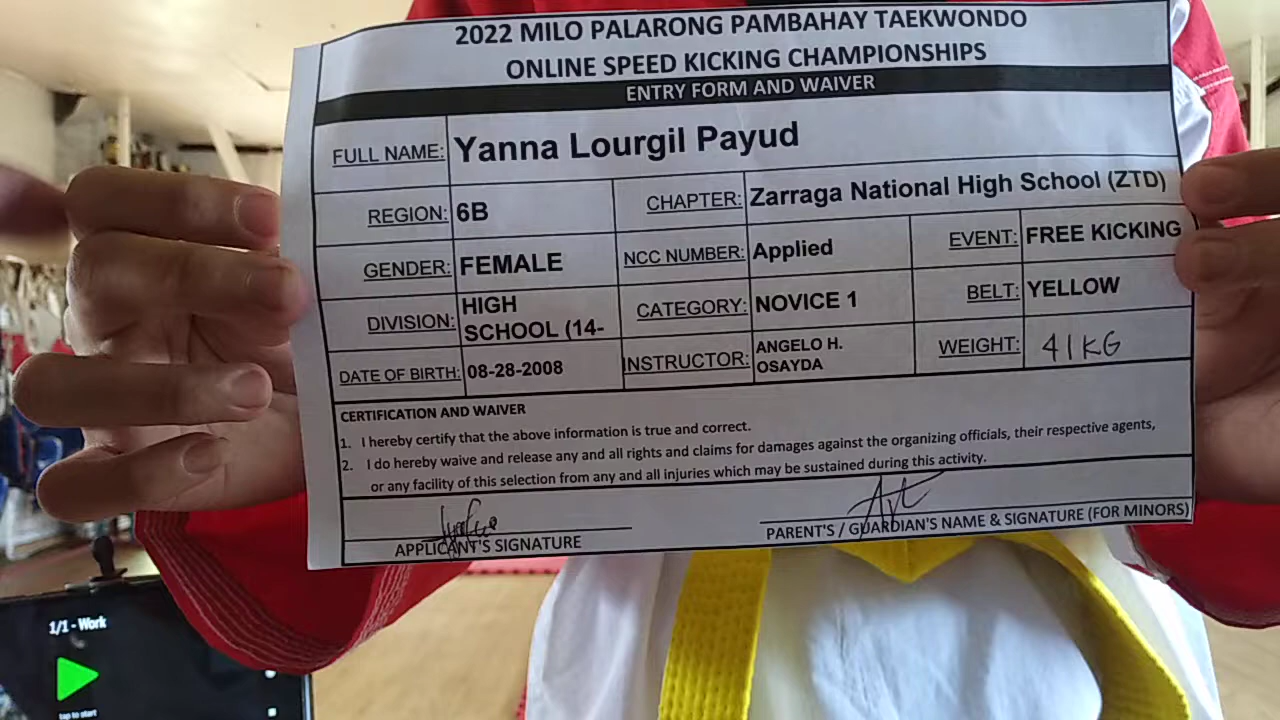 2022 MILO PALARONG PAMBAHAY TAEKWONDO
ONLINE SPEED KICKING CHAMPIONSHIPS
ENTRY FORM AND WAIVER
FULL NAME: Yanna Lourgil Payud
REGION: 6B CHAPTER: Zarraga National High School (ZTD)
GENDER: FEMALE NCC NUMBER: Applied EVENT: FREE KICKING
DIVISION: HIGH SCHOOL (14- CATEGORY: NOVICE 1 BELT: YELLOW
DATE OF BIRTH: 08-28-2008 INSTRUCTOR: ANGELO H. OSAYDA WEIGHT: 41KG
CERTIFICATION AND WAIVER
1. I hereby certify that the above information is true and correct.
2. I do hereby waive and release any and all rights and claims for damages against the organizing officials, their respective agents,
or any facility of this selection from any and all injuries which may be sustained during this activity.
APPLICANT'S SIGNATURE PARENT'S / GUARDIAN'S NAME & SIGNATURE (FOR MINORS)
1/1 - Work
tap to start